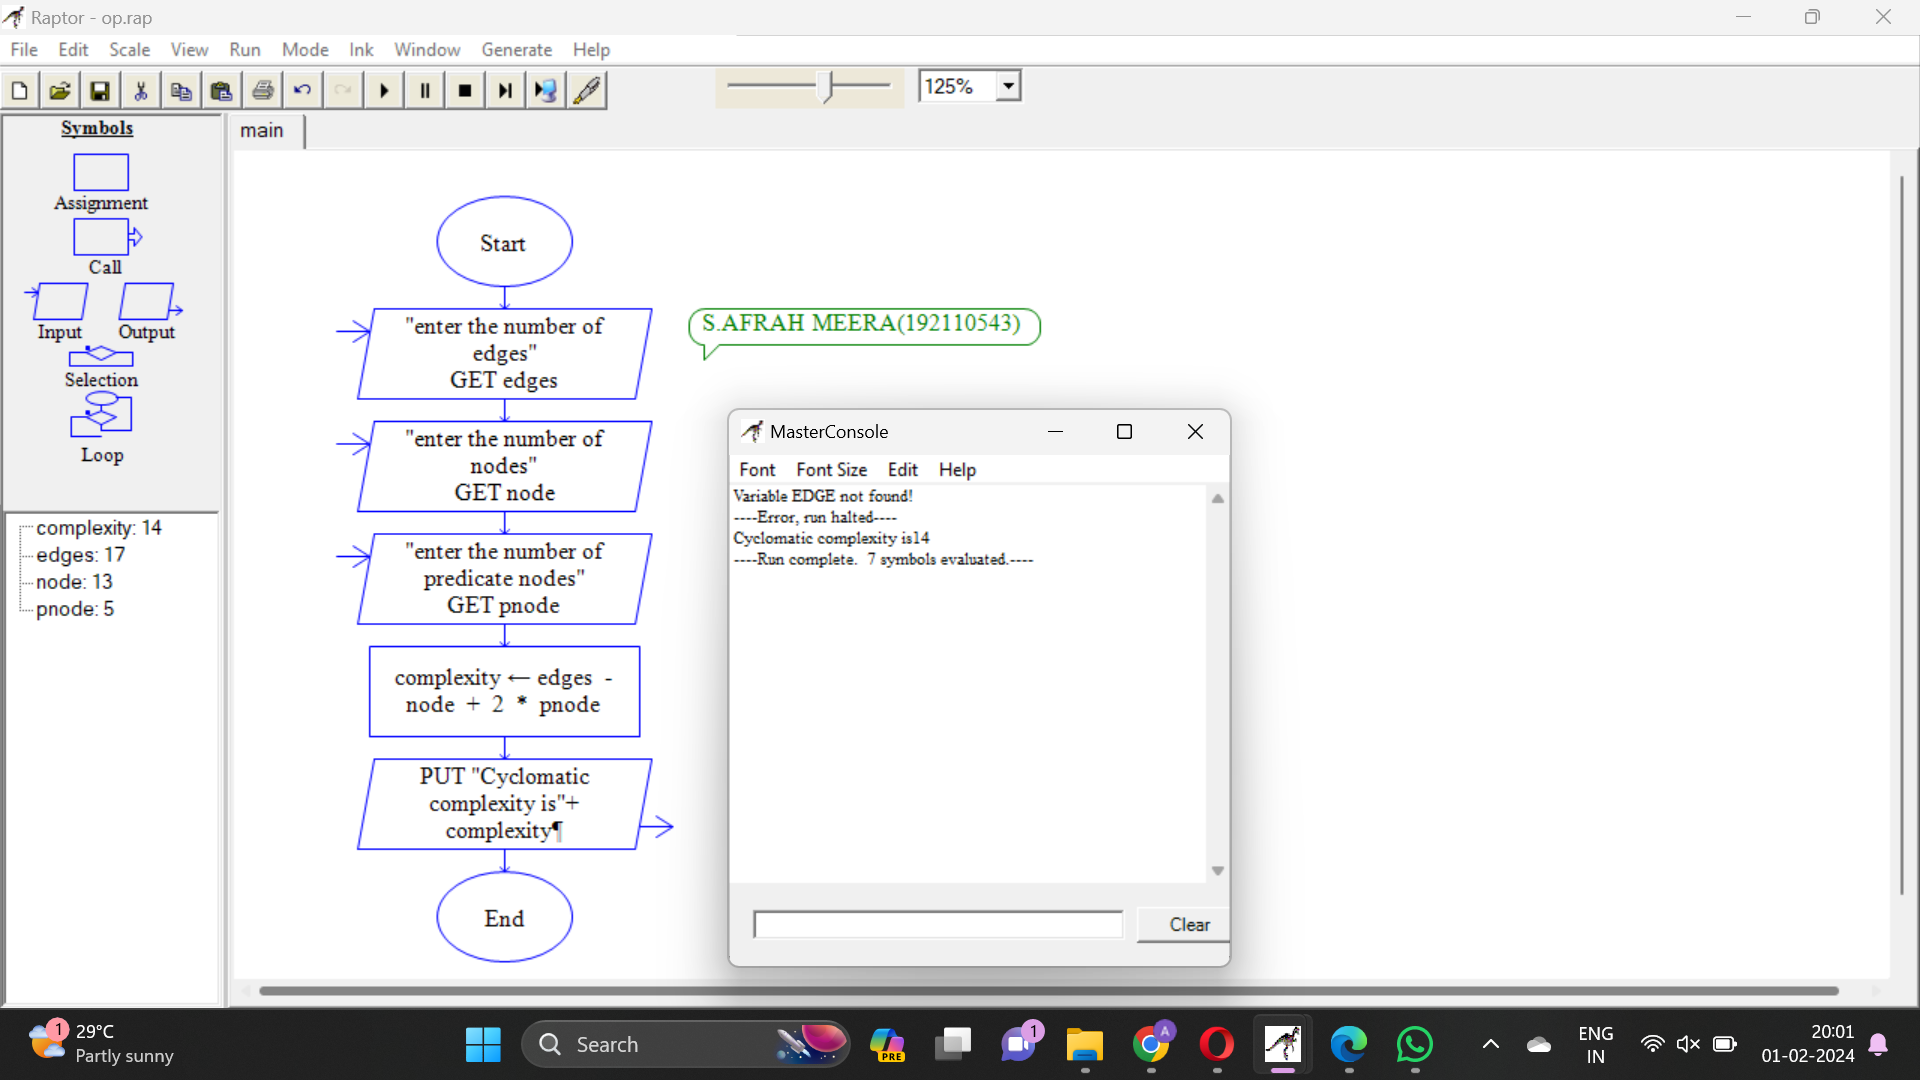 Raptor - op.rap
File Edit Scale View Run Mode Ink Window Generate Help
125%
Symbols
Assignment
Call
Input Output
Selection
Loop
complexity: 14
edges: 17
node: 13
pnode: 5
main
Start
"enter the number of
edges"
GET edges
"enter the number of
nodes"
GET node
"enter the number of
predicate nodes"
GET pnode
complexity ← edges -
node + 2 * pnode
PUT "Cyclomatic
complexity is"+
complexity¶
End
S.AFRAH MEERA(192110543)
MasterConsole
Font Font Size Edit Help
Variable EDGE not found!
----Error, run halted----
Cyclomatic complexity is14
----Run complete. 7 symbols evaluated.----
Clear
1
29°C
Partly sunny
Search
PRE
1
A
ENG
IN
20:01
01-02-2024